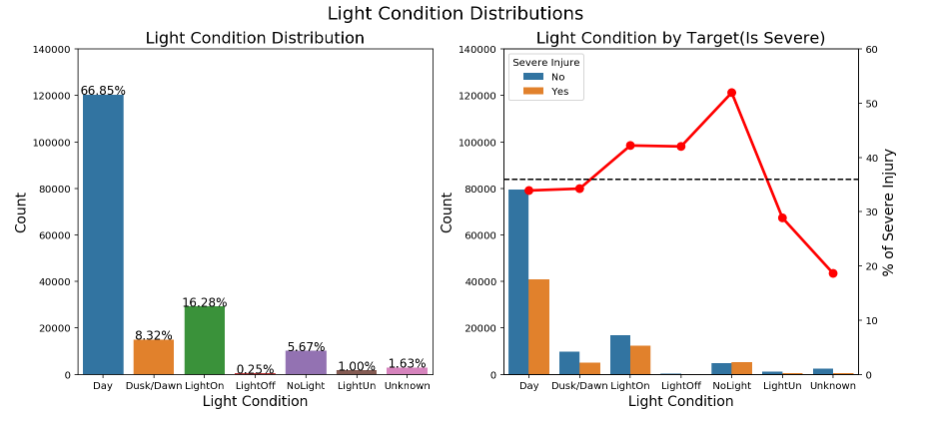 Light Condition Distributions
Light Condition Distribution
140000
120000
100000
80000
60000
40000
20000
0
Count
66.85%
8.32%
16.28%
0.25%
5.67%
1.00%
1.63%
Day Dusk/Dawn LightOn LightOff NoLight LightUn Unknown
Light Condition
Light Condition by Target(Is Severe)
Severe Injure
No
Yes
140000
120000
100000
80000
60000
40000
20000
0
Count
60
50
40
30
20
10
0
% of Severe Injury
Day Dusk/Dawn LightOn LightOff NoLight LightUn Unknown
Light Condition